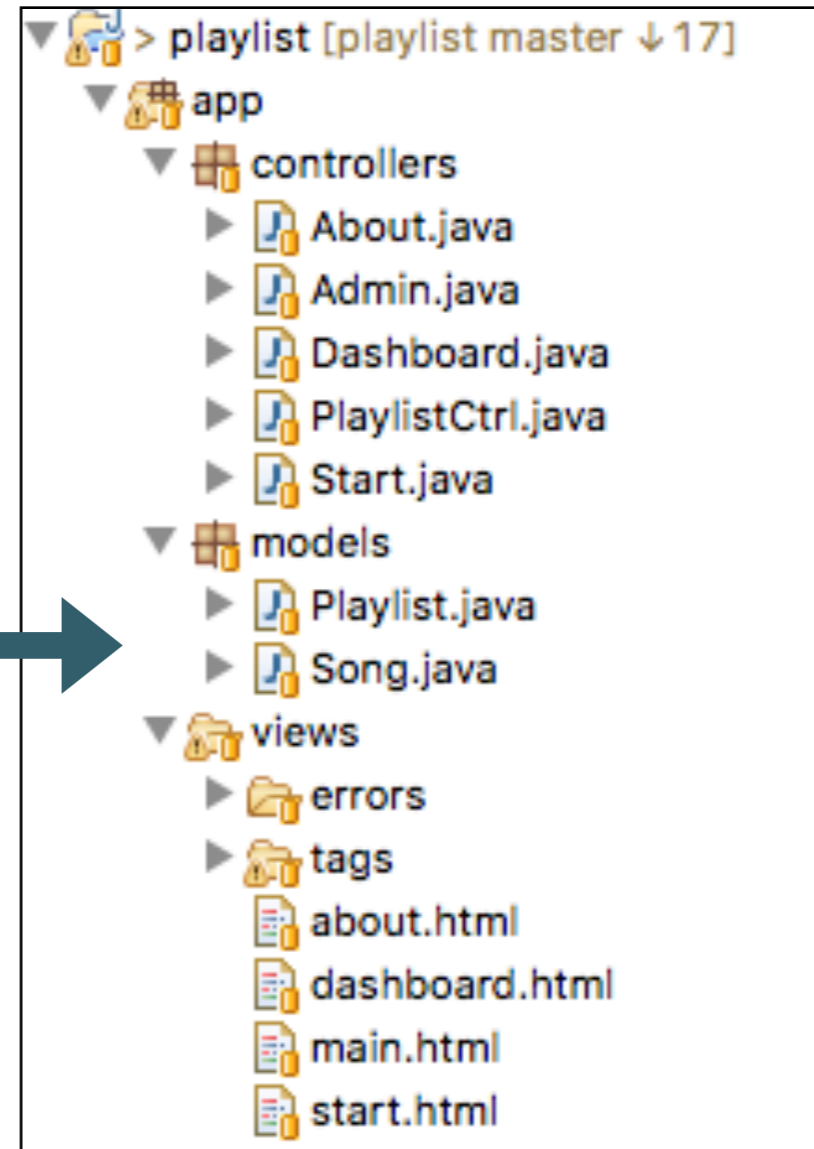 > playlist [playlist master ↓17]
app
controllers
About.java
Admin.java
Dashboard.java
PlaylistCtrl.java
Start.java
models
Playlist.java
Song.java
views
errors
tags
about.html
dashboard.html
main.html
start.html